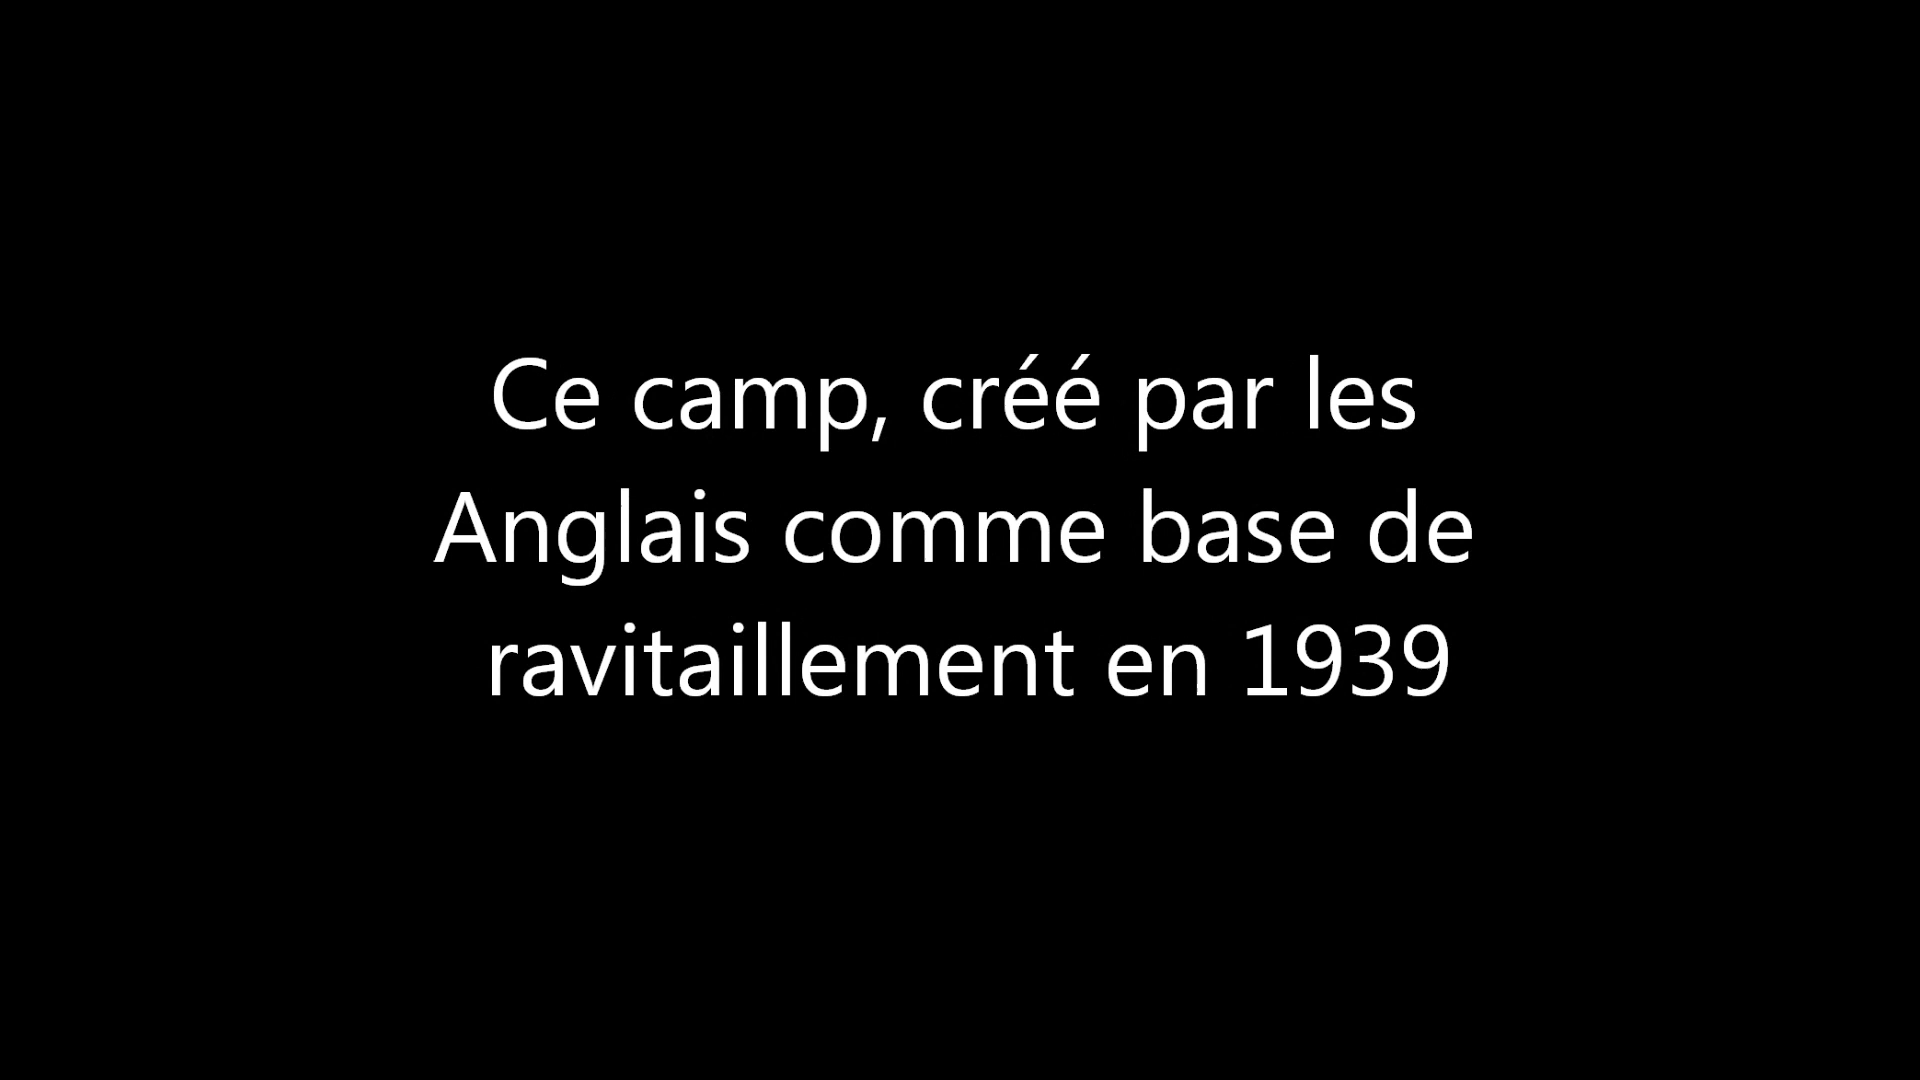 Ce camp, créé par les
Anglais comme base de
ravitaillement en 1939